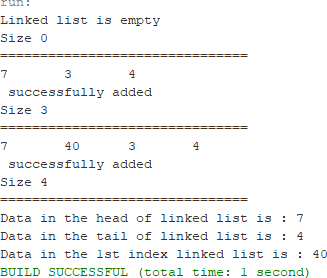 run:
Linked list is empty
Size 0
===============================
7       3       4
 successfully added
Size 3
===============================
7       40      3       4
 successfully added
Size 4
===============================
Data in the head of linked list is : 7
Data in the tail of linked list is : 4
Data in the 1st index linked list is : 40
BUILD SUCCESSFUL (total time: 1 second)